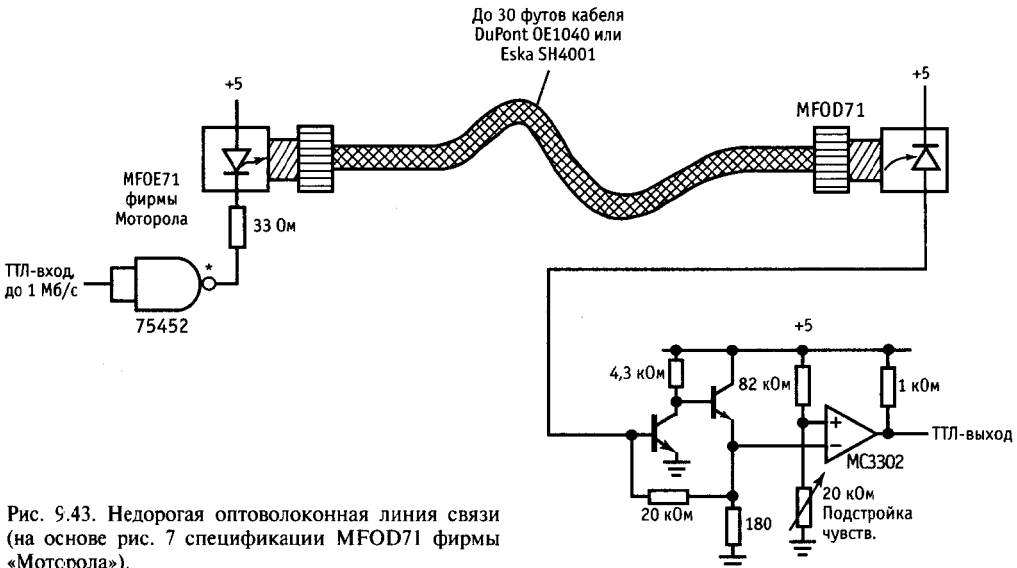 До 30 футов кабеля
DuPont OE1040 или
Eska SH4001
+5
+5
MFOD71
MFOE71
фирмы
Моторола
33 Ом
*
ТТЛ-вход,
до 1 Мб/с
75452
+5
4,3 кОм
82 кОм
1 кОм
+
−
ТТЛ-выход
MC3302
20 кОм
20 кОм
Подстройка
чувств.
180
Рис. 9.43. Недорогая оптоволоконная линия связи
(на основе рис. 7 спецификации MFOD71 фирмы
«Моторола»).